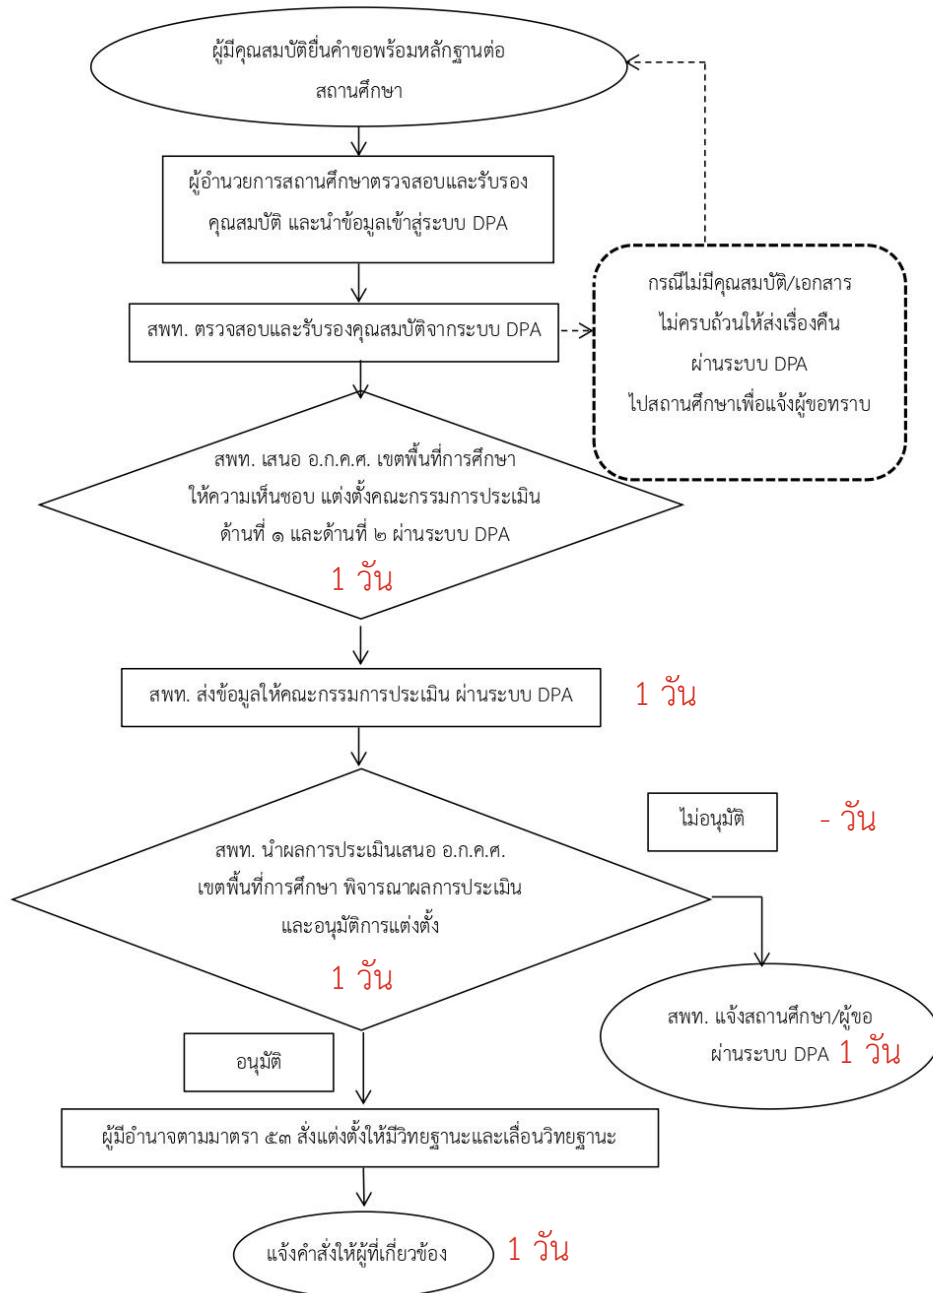 ผู้มีคุณสมบัติยื่นคำขอพร้อมหลักฐานต่อ
สถานศึกษา
ผู้อำนวยการสถานศึกษาตรวจสอบและรับรอง
คุณสมบัติ และนำข้อมูลเข้าสู่ระบบ DPA
สพท. ตรวจสอบและรับรองคุณสมบัติจากระบบ DPA
กรณีไม่มีคุณสมบัติ/เอกสาร
ไม่ครบถ้วนให้ส่งเรื่องคืน
ผ่านระบบ DPA
ไปสถานศึกษาเพื่อแจ้งผู้ขอทราบ
สพท. เสนอ อ.ก.ค.ศ. เขตพื้นที่การศึกษา
ให้ความเห็นชอบ แต่งตั้งคณะกรรมการประเมิน
ด้านที่ ๑ และด้านที่ ๒ ผ่านระบบ DPA
1 วัน
สพท. ส่งข้อมูลให้คณะกรรมการประเมิน ผ่านระบบ DPA
1 วัน
สพท. นำผลการประเมินเสนอ อ.ก.ค.ศ.
เขตพื้นที่การศึกษา พิจารณาผลการประเมิน
และอนุมัติการแต่งตั้ง
1 วัน
ไม่อนุมัติ
- วัน
สพท. แจ้งสถานศึกษา/ผู้ขอ
ผ่านระบบ DPA 1 วัน
อนุมัติ
ผู้มีอำนาจตามมาตรา ๕๓ สั่งแต่งตั้งให้มีวิทยฐานะและเลื่อนวิทยฐานะ
แจ้งคำสั่งให้ผู้ที่เกี่ยวข้อง
1 วัน